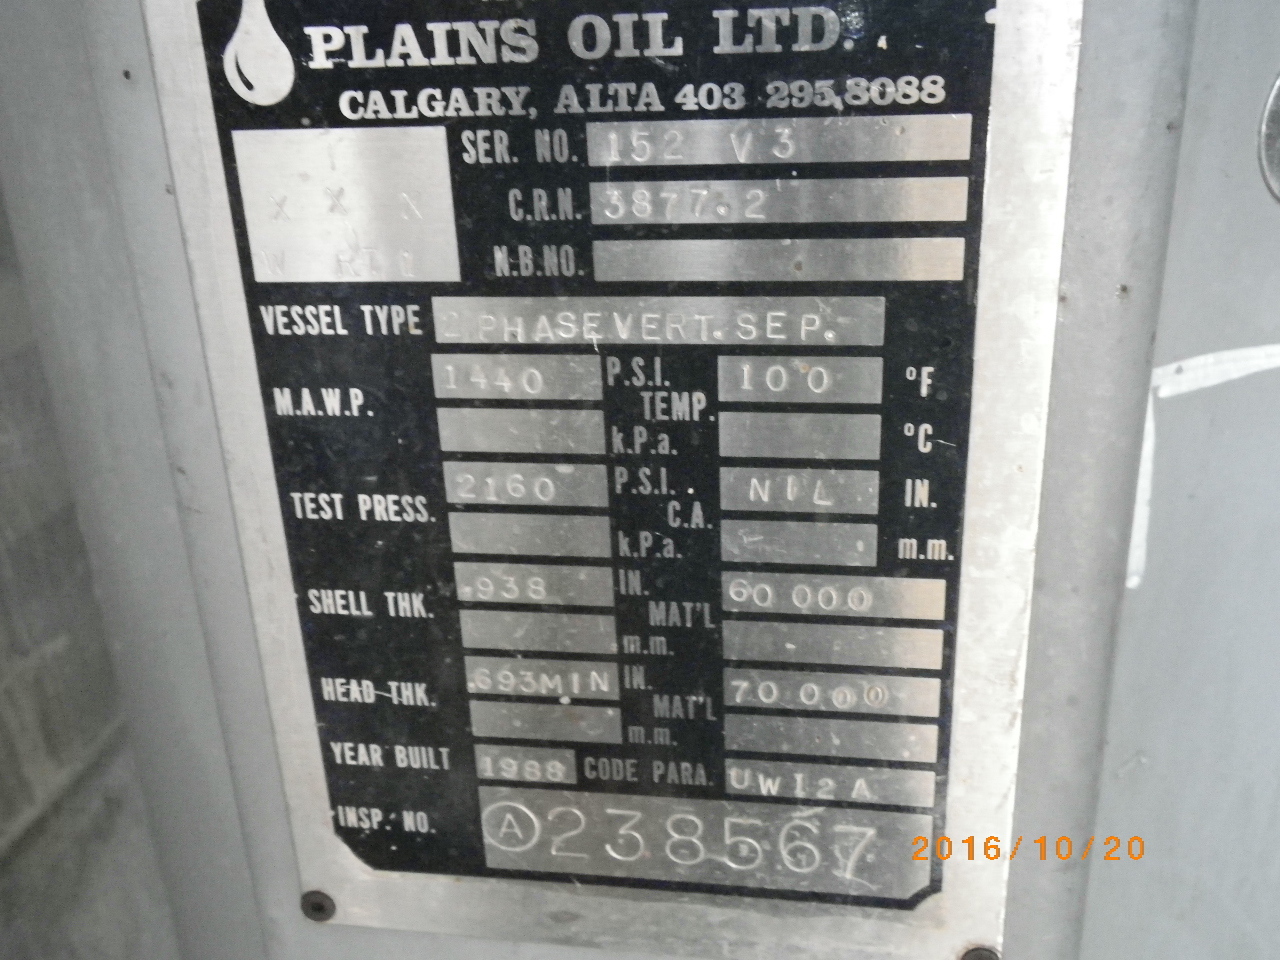 PLAINS OIL LTD.
CALGARY, ALTA 403 295,8088
SER. NO. 152 V3
C.R.N. 3877.2
N.B.NO.
X X X
W RT 1
VESSEL TYPE 2 PHASE VERT. SEP.
M.A.W.P. 1440 P.S.I. TEMP. 100 °F
k.P.a. °C
TEST PRESS. 2160 P.S.I. C.A. NIL IN.
k.P.a. m.m.
SHELL THK. .938 IN. MAT'L 60 000
m.m.
HEAD THK. .693MIN IN. MAT'L 70 000
m.m.
YEAR BUILT 1988 CODE PARA. UW12A
INSP. NO. A 238567
2016/10/20